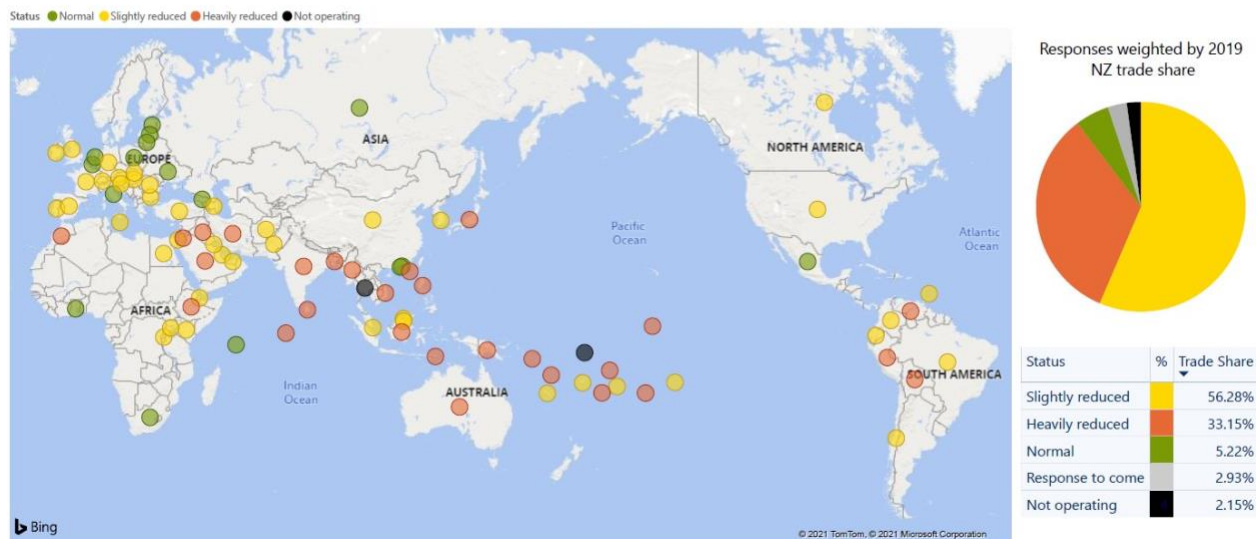 Status Normal Slightly reduced Heavily reduced Not operating
Responses weighted by 2019
NZ trade share
ASIA
EUROPE
NORTH AMERICA
Pacific
Ocean
Atlantic
Ocean
AFRICA
Indian
Ocean
AUSTRALIA
SOUTH AMERICA
Status % Trade Share
Slightly reduced 56.28%
Heavily reduced 33.15%
Normal 5.22%
Response to come 2.93%
Not operating 2.15%
Bing
© 2021 TomTom, © 2021 Microsoft Corporation